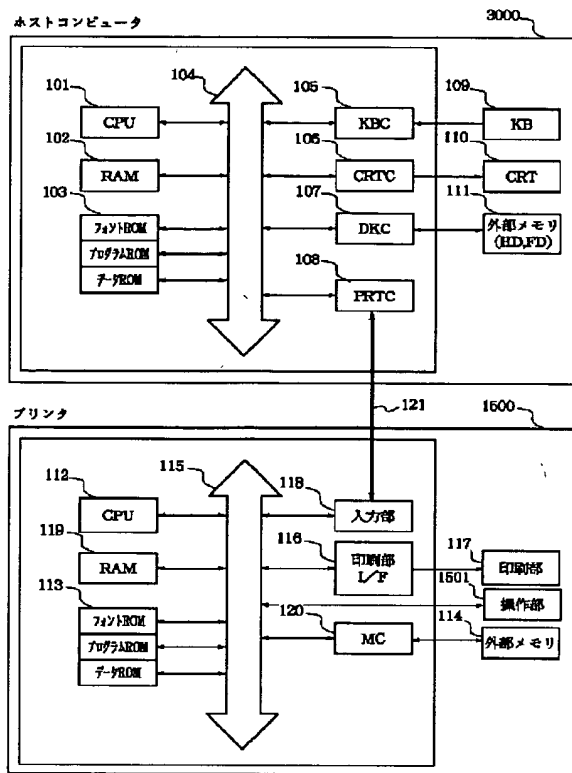 ホストコンピュータ
3000
101
104
105
109
CPU
KBC
KB
102
106
110
RAM
CRTC
CRT
103
107
111
フォントROM
プログラムROM
データROM
DKC
外部メモリ
(HD,FD)
108
PRTC
121
プリンタ
1500
112
115
118
CPU
入力部
119
116
117
RAM
印刷部
I/F
印刷部
1501
操作部
113
120
114
フォントROM
プログラムROM
データROM
MC
外部メモリ